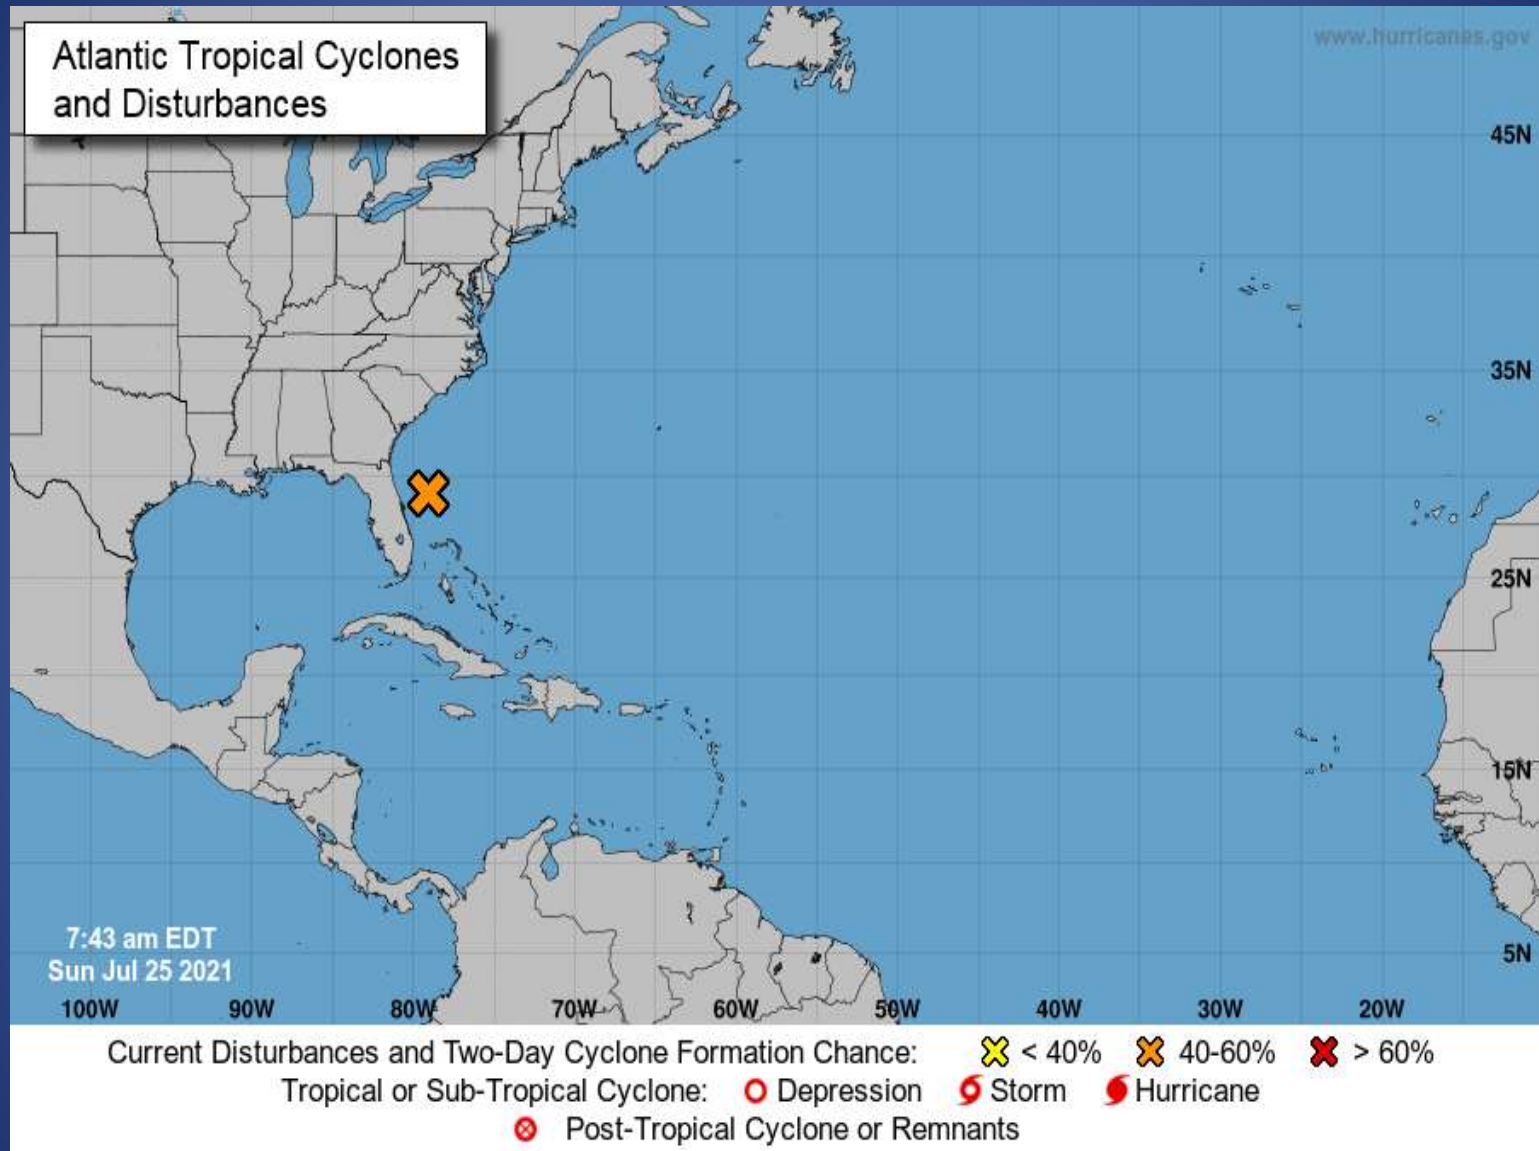 Atlantic Tropical Cyclones
and Disturbances
www.hurricanes.gov
45N
35N
25N
15N
5N
7:43 am EDT
Sun Jul 25 2021
100W 90W 80W 70W 60W 50W 40W 30W 20W
Current Disturbances and Two-Day Cyclone Formation Chance: < 40% 40-60% > 60%
Tropical or Sub-Tropical Cyclone: Depression Storm Hurricane
Post-Tropical Cyclone or Remnants